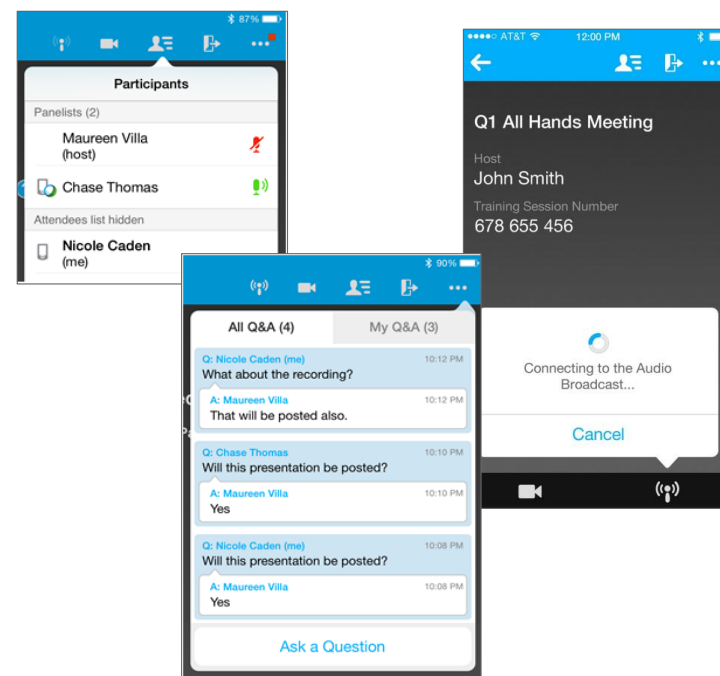 87%
Participants
Panelists (2)
Maureen Villa
(host)
Chase Thomas
Attendees list hidden
Nicole Caden
(me)
AT&T 12:00 PM
Q1 All Hands Meeting
Host
John Smith
Training Session Number
678 655 456
Connecting to the Audio
Broadcast...
Cancel
90%
All Q&A (4) My Q&A (3)
Q: Nicole Caden (me) 10:12 PM
What about the recording?
A: Maureen Villa 10:12 PM
That will be posted also.
Q: Chase Thomas 10:10 PM
Will this presentation be posted?
A: Maureen Villa 10:10 PM
Yes
Q: Nicole Caden (me) 10:08 PM
Will this presentation be posted?
A: Maureen Villa 10:08 PM
Yes
Ask a Question